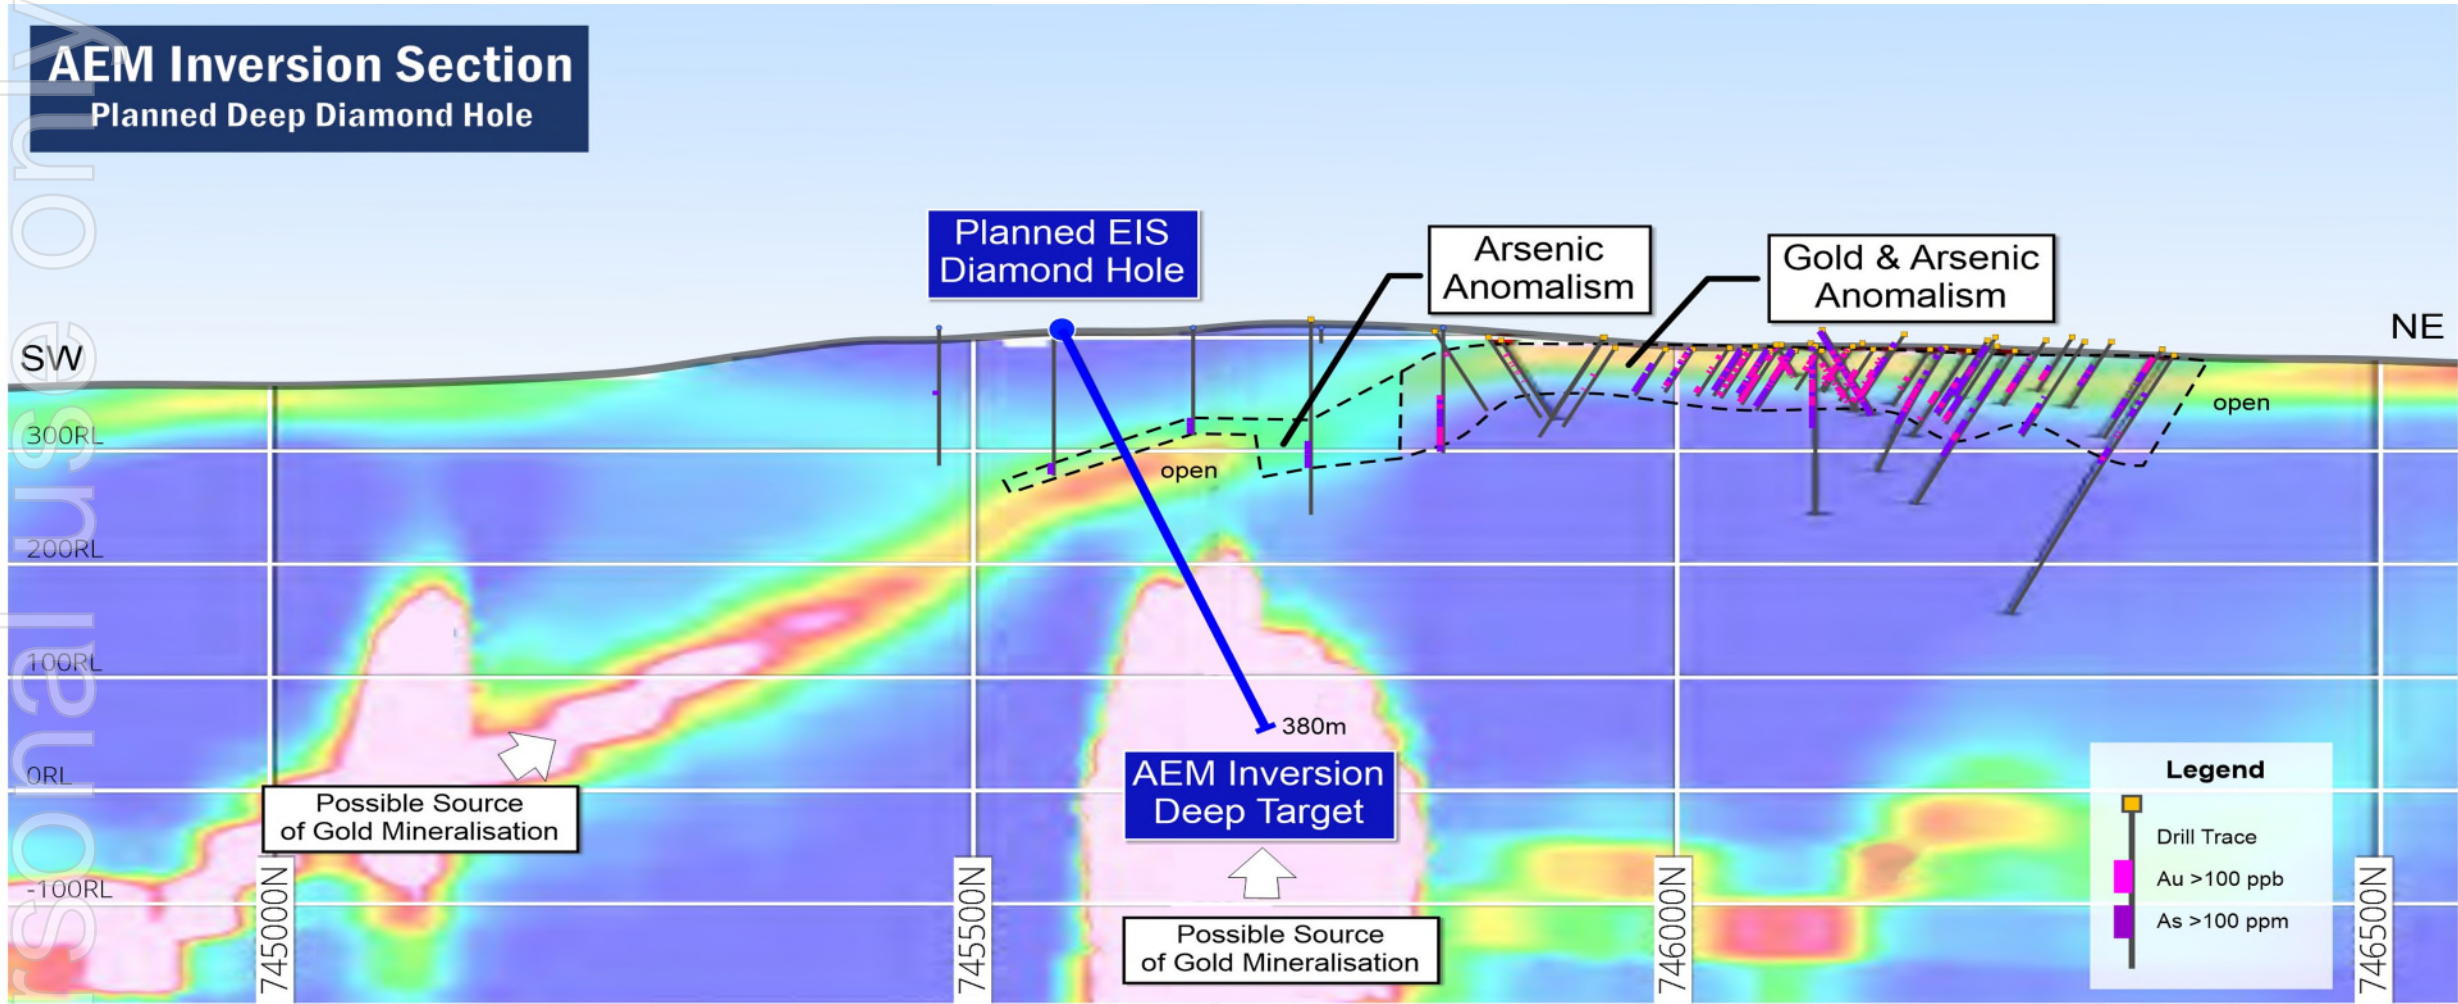 AEM Inversion Section
Planned Deep Diamond Hole
rsonal use only
Planned EIS
Diamond Hole
Arsenic
Anomalism
Gold & Arsenic
Anomalism
SW
NE
open
open
300RL
200RL
100RL
0RL
-100RL
380m
AEM Inversion
Deep Target
Possible Source
of Gold Mineralisation
Possible Source
of Gold Mineralisation
745000N
745500N
746000N
746500N
Legend
Drill Trace
Au >100 ppb
As >100 ppm